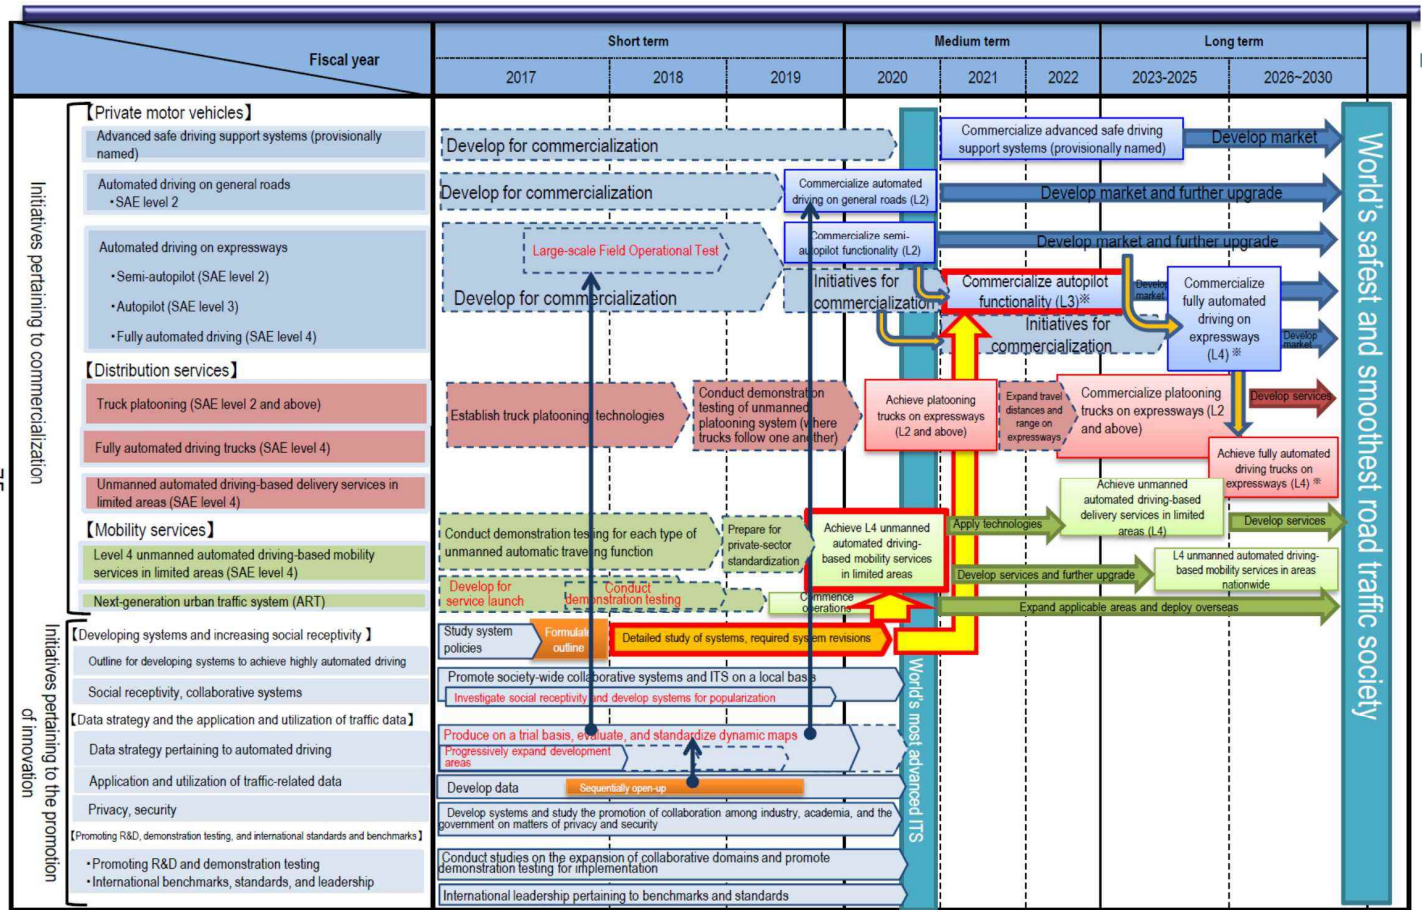 Fiscal year
Short term
Medium term
Long term
2017
2018
2019
2020
2021
2022
2023-2025
2026~2030
Initiatives pertaining to commercialization
【Private motor vehicles】
Advanced safe driving support systems (provisionally
named)
Develop for commercialization
Commercialize advanced safe driving
support systems (provisionally named)
Develop market
Automated driving on general roads
・SAE level 2
Develop for commercialization
Commercialize automated
driving on general roads (L2)
Develop market and further upgrade
Automated driving on expressways
・Semi-autopilot (SAE level 2)
・Autopilot (SAE level 3)
・Fully automated driving (SAE level 4)
Large-scale Field Operational Test
Develop for commercialization
Commercialize semi-
autopilot functionality (L2)
Develop market and further upgrade
Initiatives for
commercialization
Commercialize autopilot
functionality (L3)※
Develop
market
Commercialize
fully automated
driving on
expressways
(L4) ※
Initiatives for
commercialization
Develop
market
【Distribution services】
Truck platooning (SAE level 2 and above)
Fully automated driving trucks (SAE level 4)
Unmanned automated driving-based delivery services in
limited areas (SAE level 4)
Establish truck platooning technologies
Conduct demonstration
testing of unmanned
platooning system (where
trucks follow one another)
Achieve platooning
trucks on expressways
(L2 and above)
Expand travel
distances and
range on
expressways
Commercialize platooning
trucks on expressways (L2
and above)
Develop services
Achieve fully automated
driving trucks on
expressways (L4) ※
Achieve unmanned
automated driving-based
delivery services in limited
areas (L4)
Develop services
【Mobility services】
Level 4 unmanned automated driving-based mobility
services in limited areas (SAE level 4)
Next-generation urban traffic system (ART)
Conduct demonstration testing for each type of
unmanned automatic traveling function
Prepare for
private-sector
standardization
Achieve L4 unmanned
automated driving-
based mobility services
in limited areas
Apply technologies
Develop services and further upgrade
L4 unmanned automated driving-
based mobility services in areas
nationwide
Develop for
service launch
Conduct
demonstration testing
Commence
operations
Expand applicable areas and deploy overseas
Initiatives pertaining to the promotion
of innovation
【Developing systems and increasing social receptivity 】
Outline for developing systems to achieve highly automated driving
Social receptivity, collaborative systems
Study system
policies
Formulate
outline
Detailed study of systems, required system revisions
Promote society-wide collaborative systems and ITS on a local basis
Investigate social receptivity and develop systems for popularization
【Data strategy and the application and utilization of traffic data】
Data strategy pertaining to automated driving
Application and utilization of traffic-related data
Privacy, security
Produce on a trial basis, evaluate, and standardize dynamic maps
Progressively expand development
areas
Develop data
Sequentially open-up
Develop systems and study the promotion of collaboration among industry, academia, and the
government on matters of privacy and security
【Promoting R&D, demonstration testing, and international standards and benchmarks】
・Promoting R&D and demonstration testing
・International benchmarks, standards, and leadership
Conduct studies on the expansion of collaborative domains and promote
demonstration testing for implementation
International leadership pertaining to benchmarks and standards
World's most advanced ITS
World's safest and smoothest road traffic society